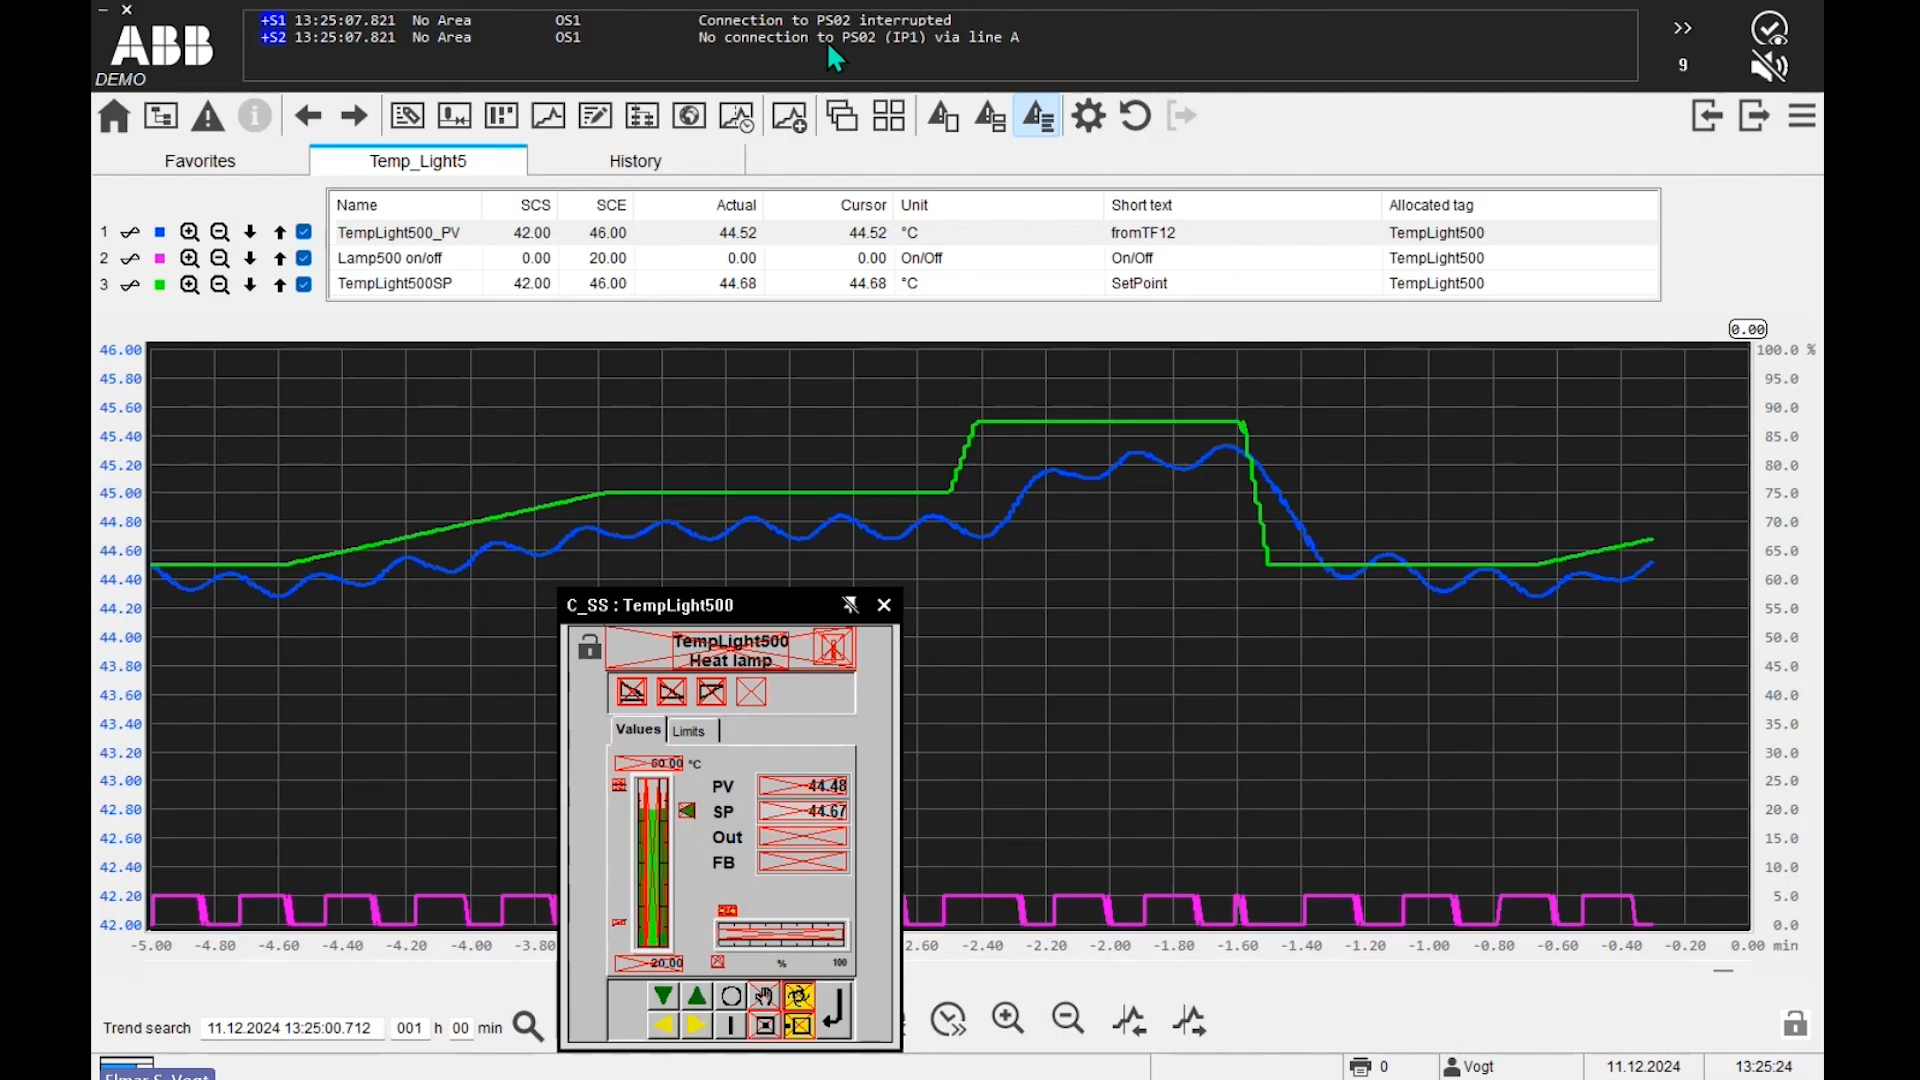 +S1 13:25:07.821 No Area OS1 Connection to PS02 interrupted
+S2 13:25:07.821 No Area OS1 No connection to PS02 (IP1) via line A
ABB
DEMO
>>
9
Favorites Temp_Light5 History
Name SCS SCE Actual Cursor Unit Short text Allocated tag
1 TempLight500_PV 42.00 46.00 44.52 44.52 °C fromTF12 TempLight500
2 Lamp500 on/off 0.00 20.00 0.00 0.00 On/Off On/Off TempLight500
3 TempLight500SP 42.00 46.00 44.68 44.68 °C SetPoint TempLight500
0.00
46.00 100.0 %
45.80 95.0
45.60 90.0
45.40 85.0
45.20 80.0
45.00 75.0
44.80 70.0
44.60 65.0
44.40 60.0
44.20 55.0
44.00 50.0
43.80 45.0
43.60 40.0
43.40 35.0
43.20 30.0
43.00 25.0
42.80 20.0
42.60 15.0
42.40 10.0
42.20 5.0
42.00 0.0
-5.00 -4.80 -4.60 -4.40 -4.20 -4.00 -3.80 2.60 -2.40 -2.20 -2.00 -1.80 -1.60 -1.40 -1.20 -1.00 -0.80 -0.60 -0.40 -0.20 0.00 min
C_SS : TempLight500
TempLight500
Heat lamp
Values Limits
60.00 °C
PV 44.48
SP 44.67
Out
FB
20.00 % 100
Trend search 11.12.2024 13:25:00.712 001 h 00 min
0 Vogt 11.12.2024 13:25:24
Elmar S. Vogt